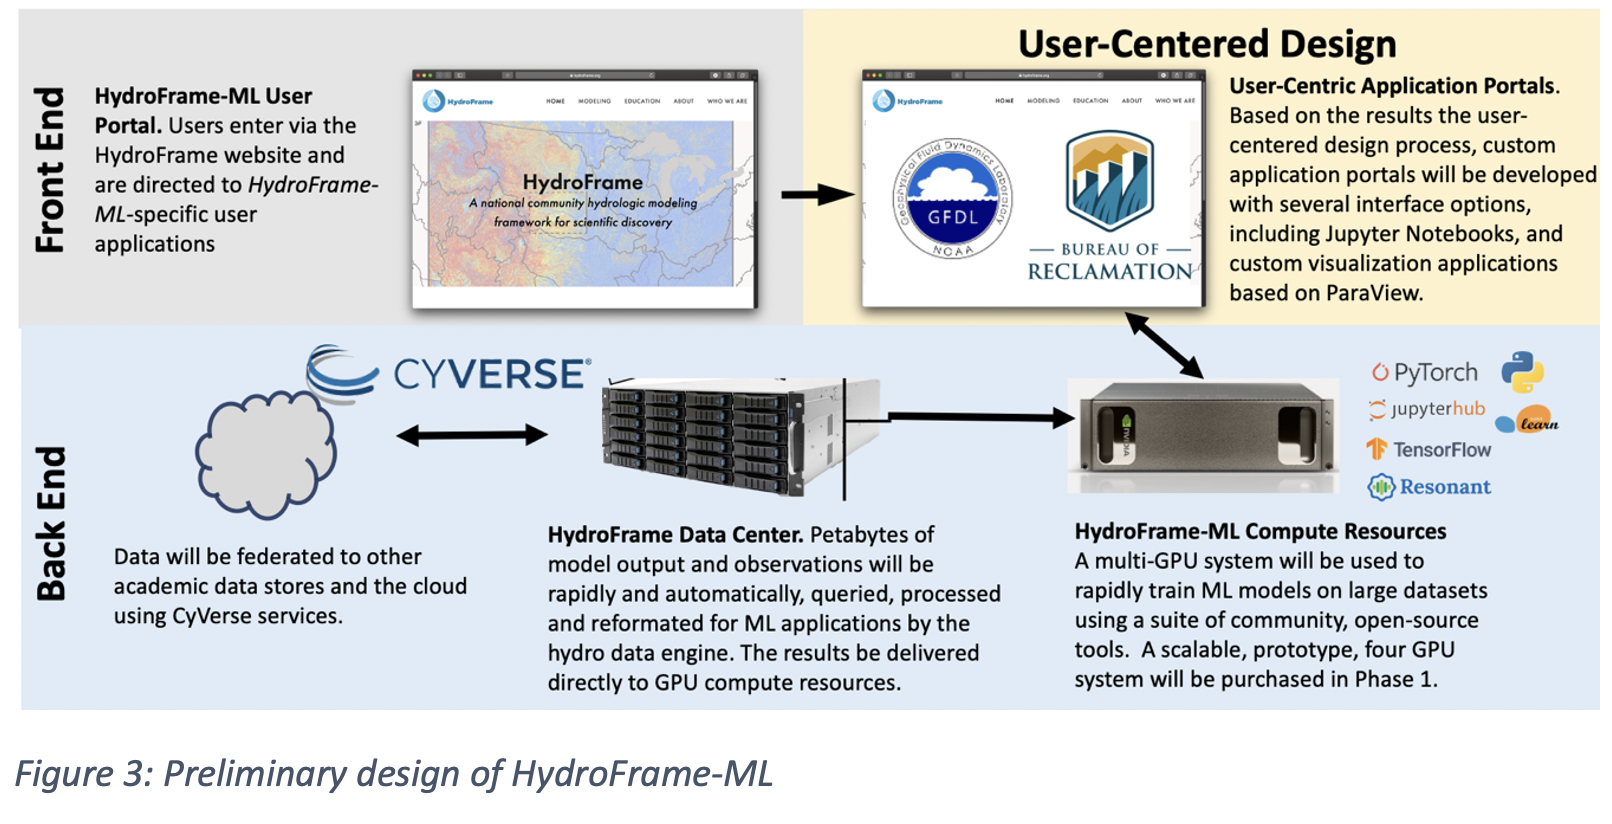 User-Centered Design
Front End
HydroFrame-ML User
Portal. Users enter via the
HydroFrame website and
are directed to HydroFrame-
ML-specific user
applications
hydroframe.org
HydroFrame
HOME MODELING EDUCATION ABOUT WHO WE ARE
HydroFrame
A national community hydrologic modeling
framework for scientific discovery
hydroframe.org
HydroFrame
HOME MODELING EDUCATION ABOUT WHO WE ARE
Geophysical Fluid Dynamics Laboratory
GFDL
NOAA
BUREAU OF
RECLAMATION
User-Centric Application Portals.
Based on the results the user-
centered design process, custom
application portals will be developed
with several interface options,
including Jupyter Notebooks, and
custom visualization applications
based on ParaView.
Back End
CYVERSE®
Data will be federated to other
academic data stores and the cloud
using CyVerse services.
HydroFrame Data Center. Petabytes of
model output and observations will be
rapidly and automatically, queried, processed
and reformatted for ML applications by the
hydro data engine. The results be delivered
directly to GPU compute resources.
NVIDIA
PyTorch
jupyterhub
learn
TensorFlow
Resonant
HydroFrame-ML Compute Resources
A multi-GPU system will be used to
rapidly train ML models on large datasets
using a suite of community, open-source
tools. A scalable, prototype, four GPU
system will be purchased in Phase 1.
Figure 3: Preliminary design of HydroFrame-ML